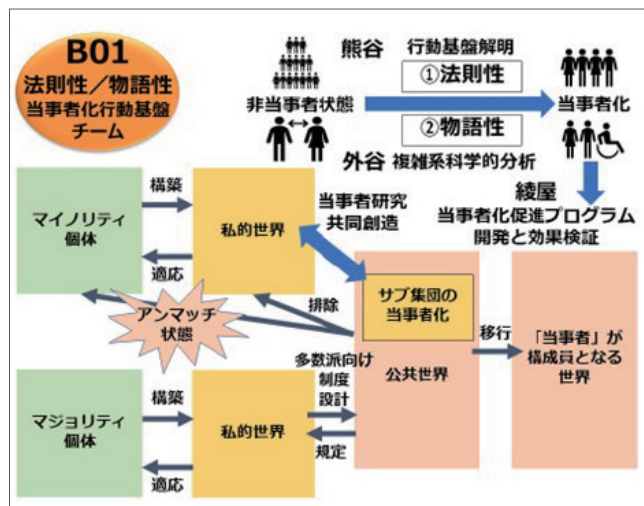 B01
法則性／物語性
当事者化行動基盤
チーム
熊谷 行動基盤解明
①法則性
非当事者状態
当事者化
②物語性
外谷 複雑系科学的分析
綾屋
当事者化促進プログラム
開発と効果検証
マイノリティ
個体
構築
適応
私的世界
当事者研究
共同創造
サブ集団の
当事者化
排除
アンマッチ
状態
公共世界
移行
「当事者」が
構成員となる
世界
マジョリティ
個体
構築
適応
私的世界
多数派向け
制度
設計
規定